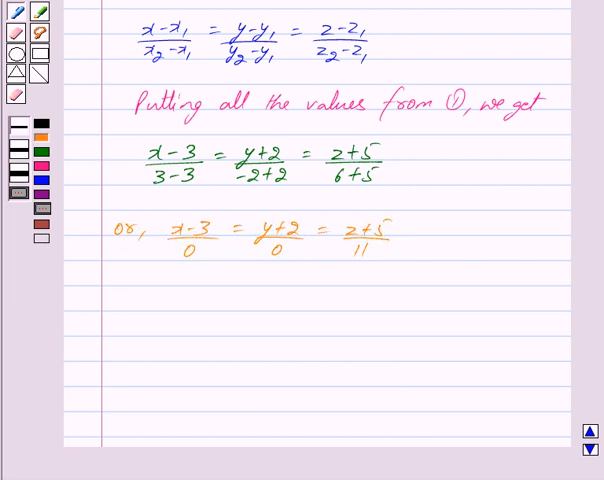 x-x₁/x₂-x₁ = y-y₁/y₂-y₁ = z-z₁/z₂-z₁
Putting all the values from ①, we get
x-3/3-3 = y+2/-2+2 = z+5/6+5
or, x-3/0 = y+2/0 = z+5/11